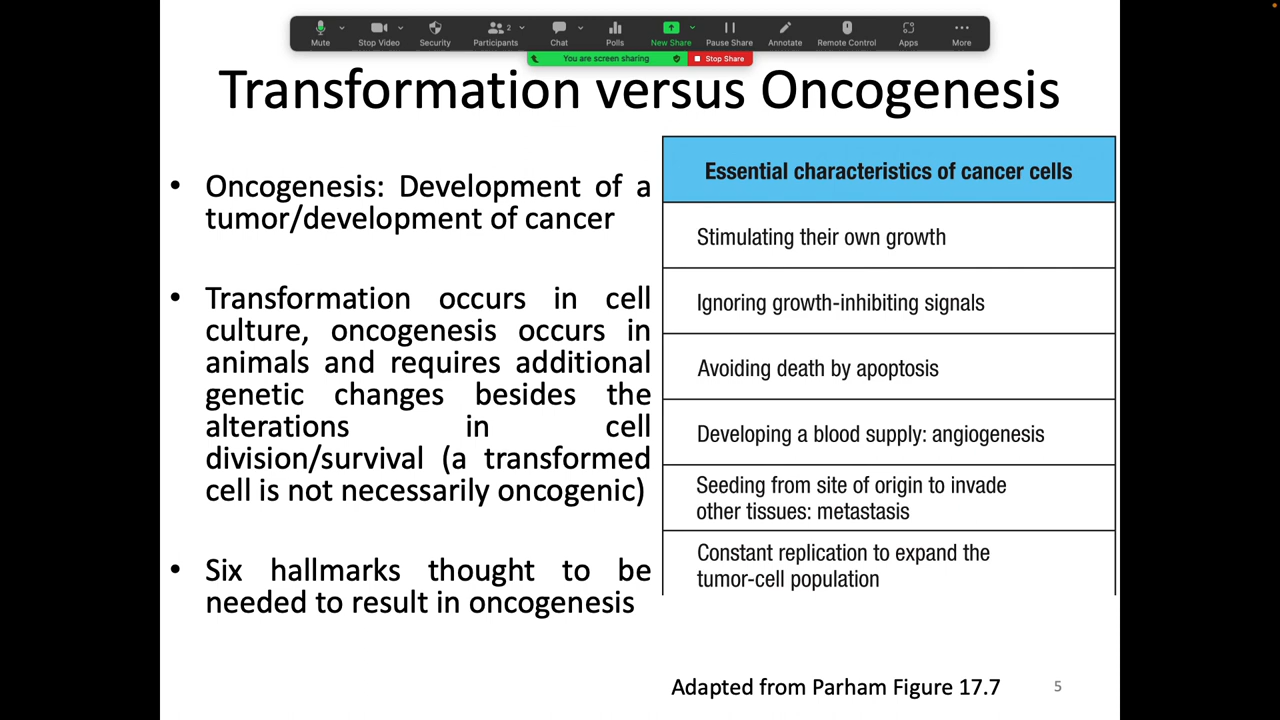 Mute
Stop Video
Security
Participants
2
Chat
Polls
New Share
Pause Share
Annotate
Remote Control
Apps
More
You are screen sharing
Stop Share
Transformation versus Oncogenesis
• Oncogenesis: Development of a
tumor/development of cancer
• Transformation occurs in cell
culture, oncogenesis occurs in
animals and requires additional
genetic changes besides the
alterations in cell
division/survival (a transformed
cell is not necessarily oncogenic)
• Six hallmarks thought to be
needed to result in oncogenesis
Essential characteristics of cancer cells
Stimulating their own growth
Ignoring growth-inhibiting signals
Avoiding death by apoptosis
Developing a blood supply: angiogenesis
Seeding from site of origin to invade
other tissues: metastasis
Constant replication to expand the
tumor-cell population
Adapted from Parham Figure 17.7
5